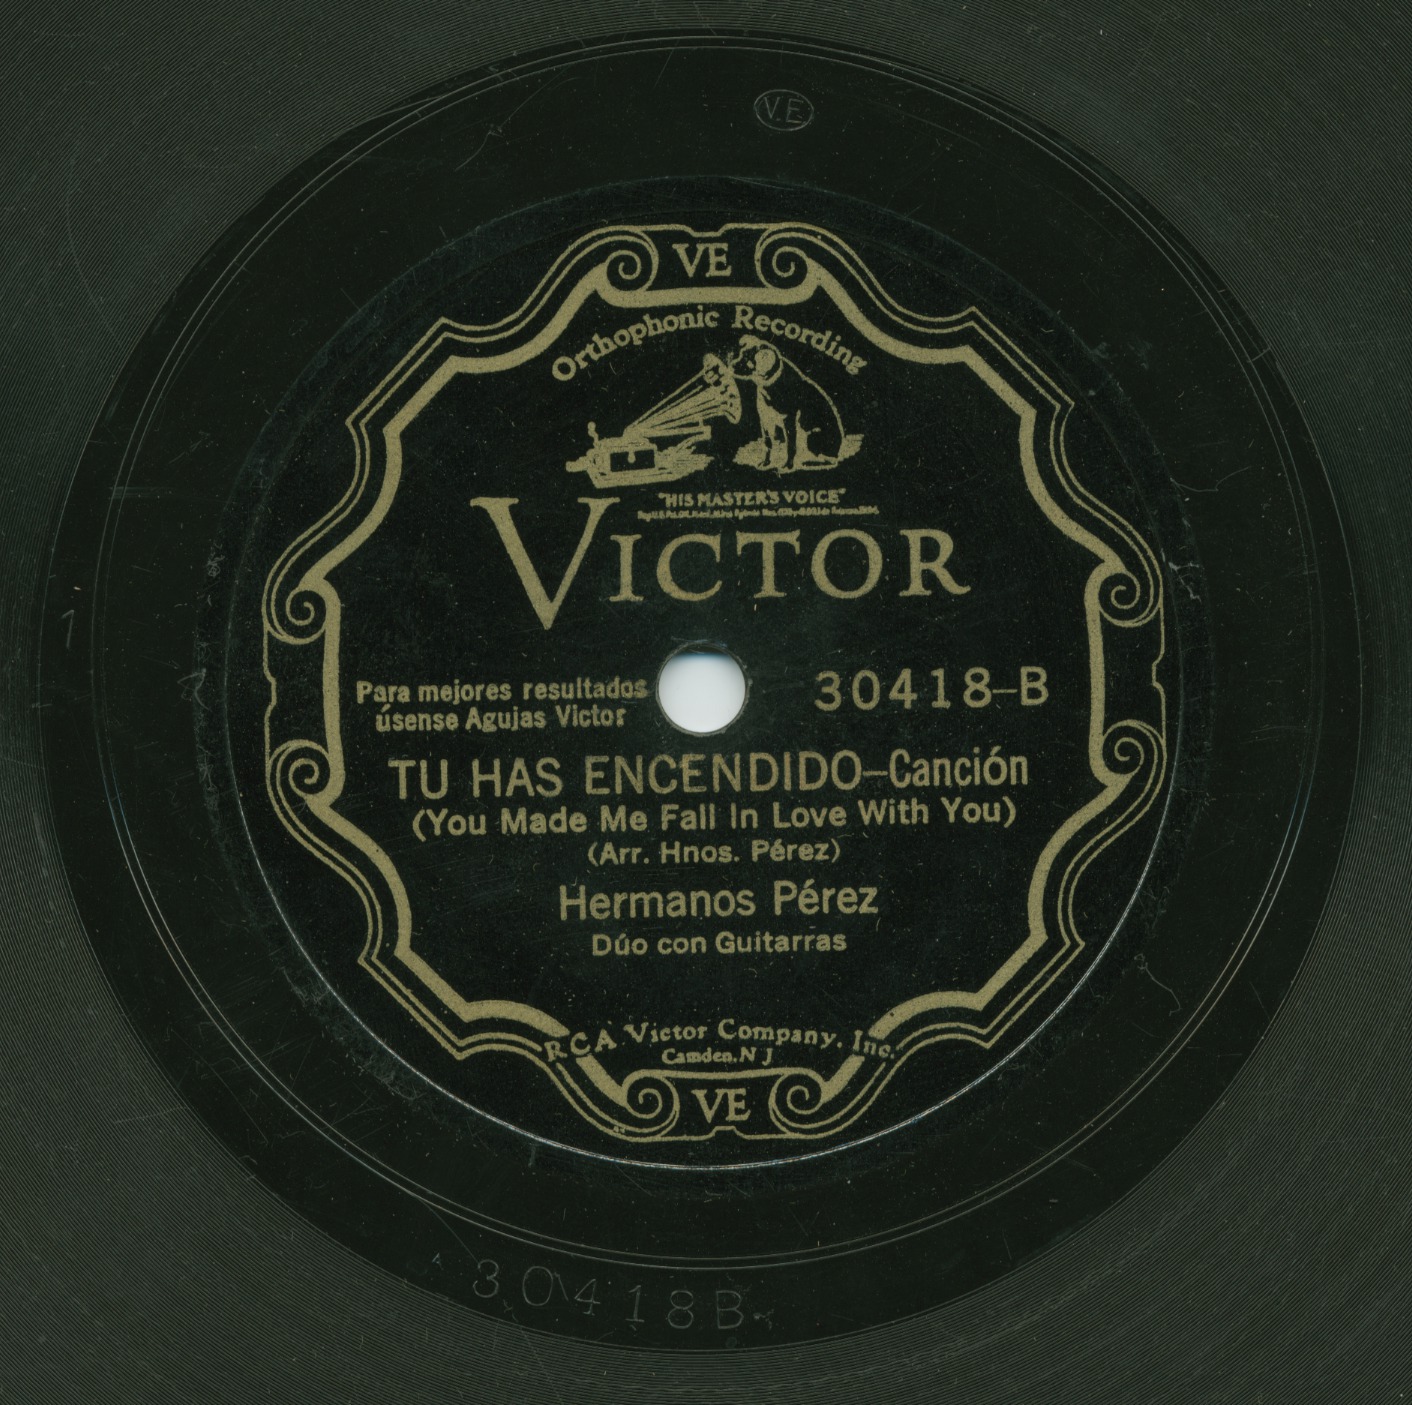 V.E
VE
Orthophonic Recording
"HIS MASTER'S VOICE"
VICTOR
Para mejores resultados
úsense Agujas Victor
30418-B
TU HAS ENCENDIDO-Canción
(You Made Me Fall In Love With You)
(Arr. Hnos. Pérez)
Hermanos Pérez
Dúo con Guitarras
RCA Victor Company, Inc.
Camden. N J
VE
30418B